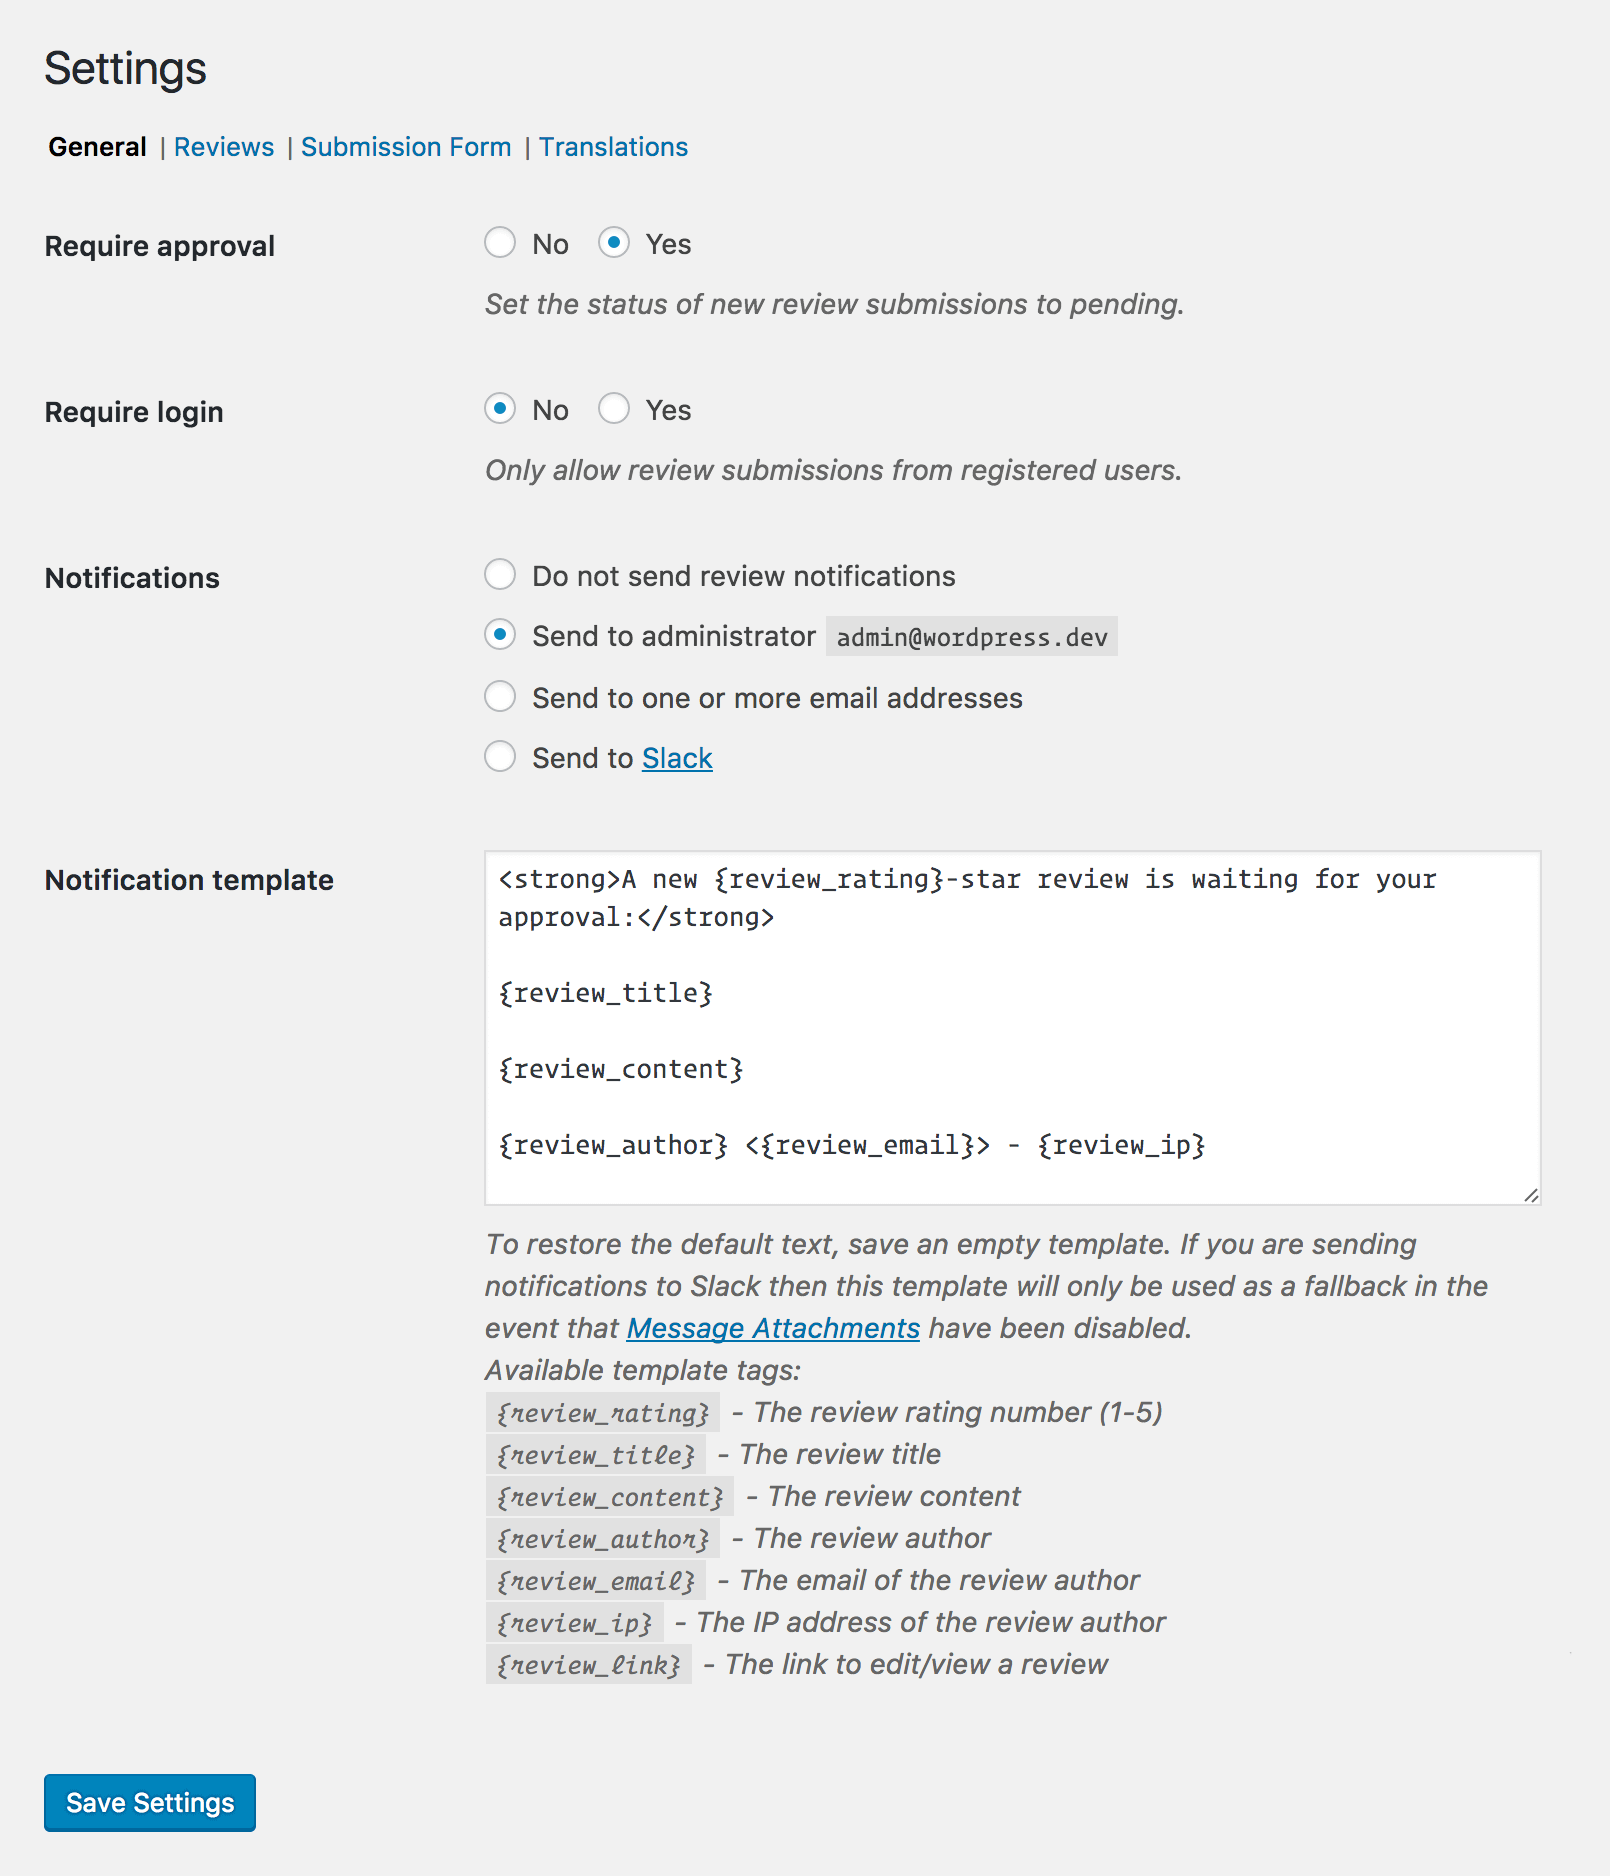 Settings
General | Reviews | Submission Form | Translations
Require approval
No Yes
Set the status of new review submissions to pending.
Require login
No Yes
Only allow review submissions from registered users.
Notifications
Do not send review notifications
Send to administrator admin@wordpress.dev
Send to one or more email addresses
Send to Slack
Notification template
<strong>A new {review_rating}-star review is waiting for your
approval:</strong>
{review_title}
{review_content}
{review_author} <{review_email}> - {review_ip}
To restore the default text, save an empty template. If you are sending
notifications to Slack then this template will only be used as a fallback in the
event that Message Attachments have been disabled.
Available template tags:
{review_rating} - The review rating number (1-5)
{review_title} - The review title
{review_content} - The review content
{review_author} - The review author
{review_email} - The email of the review author
{review_ip} - The IP address of the review author
{review_link} - The link to edit/view a review
Save Settings